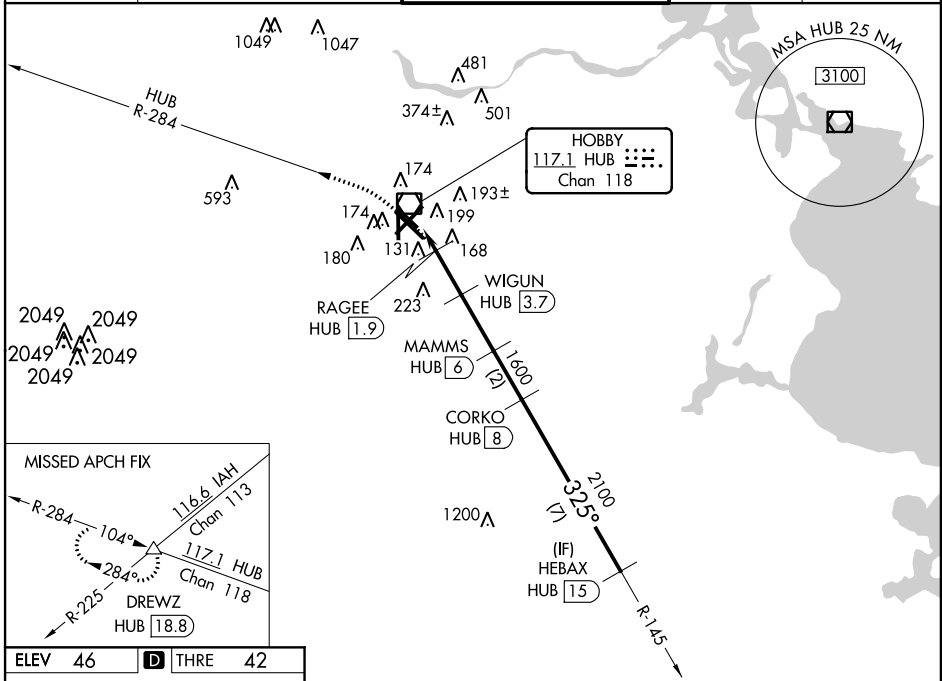 1049
1047
481
501
374±
MSA HUB 25 NM
3100
HUB
R-284
HOBBY
117.1 HUB
Chan 118
174
593
193±
174
199
180
131
168
223
RAGEE
HUB 1.9
WIGUN
HUB 3.7
MAMMS
HUB 6
1600
(2)
CORKO
HUB 8
2049
2049
2049
2049
2049
2100
325°
(7)
1200
(IF)
HEBAX
HUB 15
R-145
MISSED APCH FIX
116.6 IAH
Chan 113
R-284
104°
117.1 HUB
Chan 118
284°
R-225
DREWZ
HUB 18.8
ELEV 46 D THRE 42